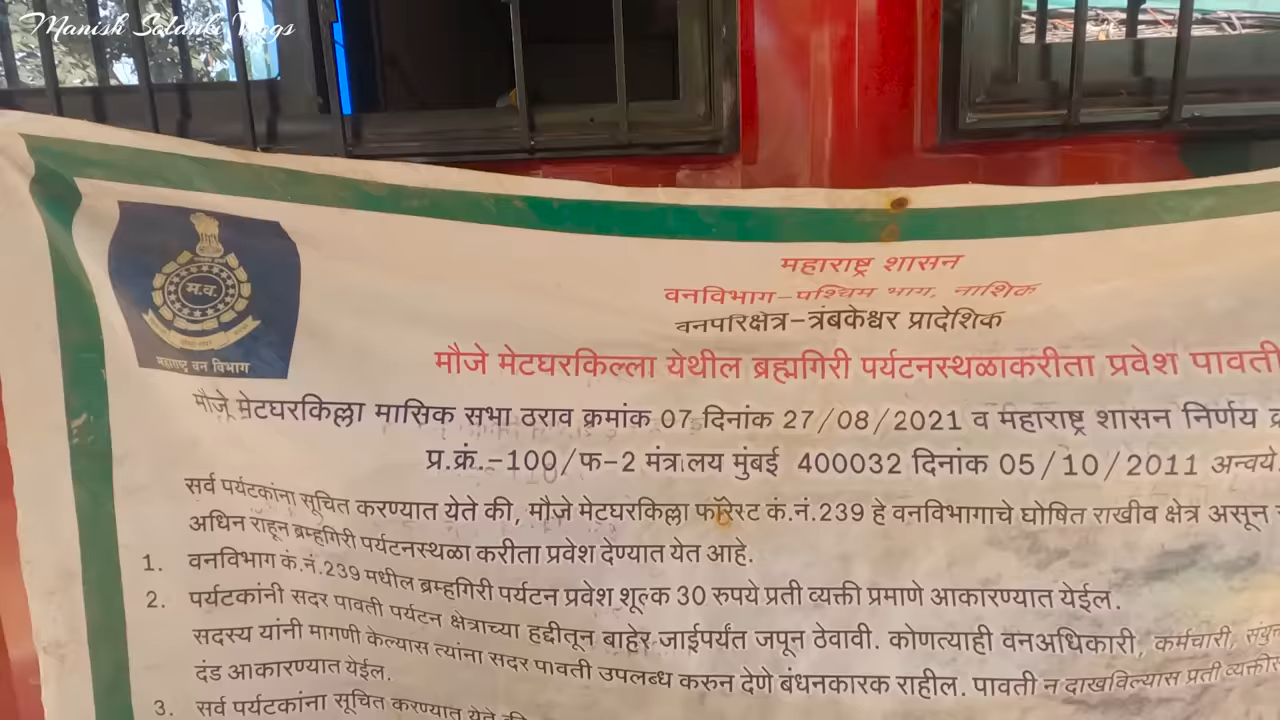 Manish Solanki Vlogs
म.व.
महाराष्ट्र वन विभाग
महाराष्ट्र शासन
वनविभाग-पश्चिम भाग, नाशिक
वनपरिक्षेत्र-त्रंबकेश्वर प्रादेशिक
मौजे मेटघरकिल्ला येथील ब्रह्मगिरी पर्यटनस्थळाकरीता प्रवेश पावती
मौजे मेटघरकिल्ला मासिक सभा ठराव क्रमांक 07 दिनांक 27/08/2021 व महाराष्ट्र शासन निर्णय
प्र.क्रं.-100/फ-2 मंत्रालय मुंबई 400032 दिनांक 05/10/2011 अन्वये
सर्व पर्यटकांना सूचित करण्यात येते की, मौजे मेटघरकिल्ला फॉरेस्ट कं.नं.239 हे वनविभागाचे घोषित राखीव क्षेत्र असून
अधिन राहून ब्रम्हगिरी पर्यटनस्थळा करीता प्रवेश देण्यात येत आहे.
1. वनविभाग कं.नं.239 मधील ब्रम्हगिरी पर्यटन प्रवेश शूल्क 30 रुपये प्रती व्यक्ती प्रमाणे आकारण्यात येईल.
2. पर्यटकांनी सदर पावती पर्यटन क्षेत्राच्या हद्दीतून बाहेर जाईपर्यंत जपून ठेवावी. कोणत्याही वनअधिकारी, कर्मचारी,
सदस्य यांनी मागणी केल्यास त्यांना सदर पावती उपलब्ध करुन देणे बंधनकारक राहील. पावती न दाखविल्यास प्रती
दंड आकारण्यात येईल.
3. सर्व पर्यटकांना सूचित करण्यात येते की